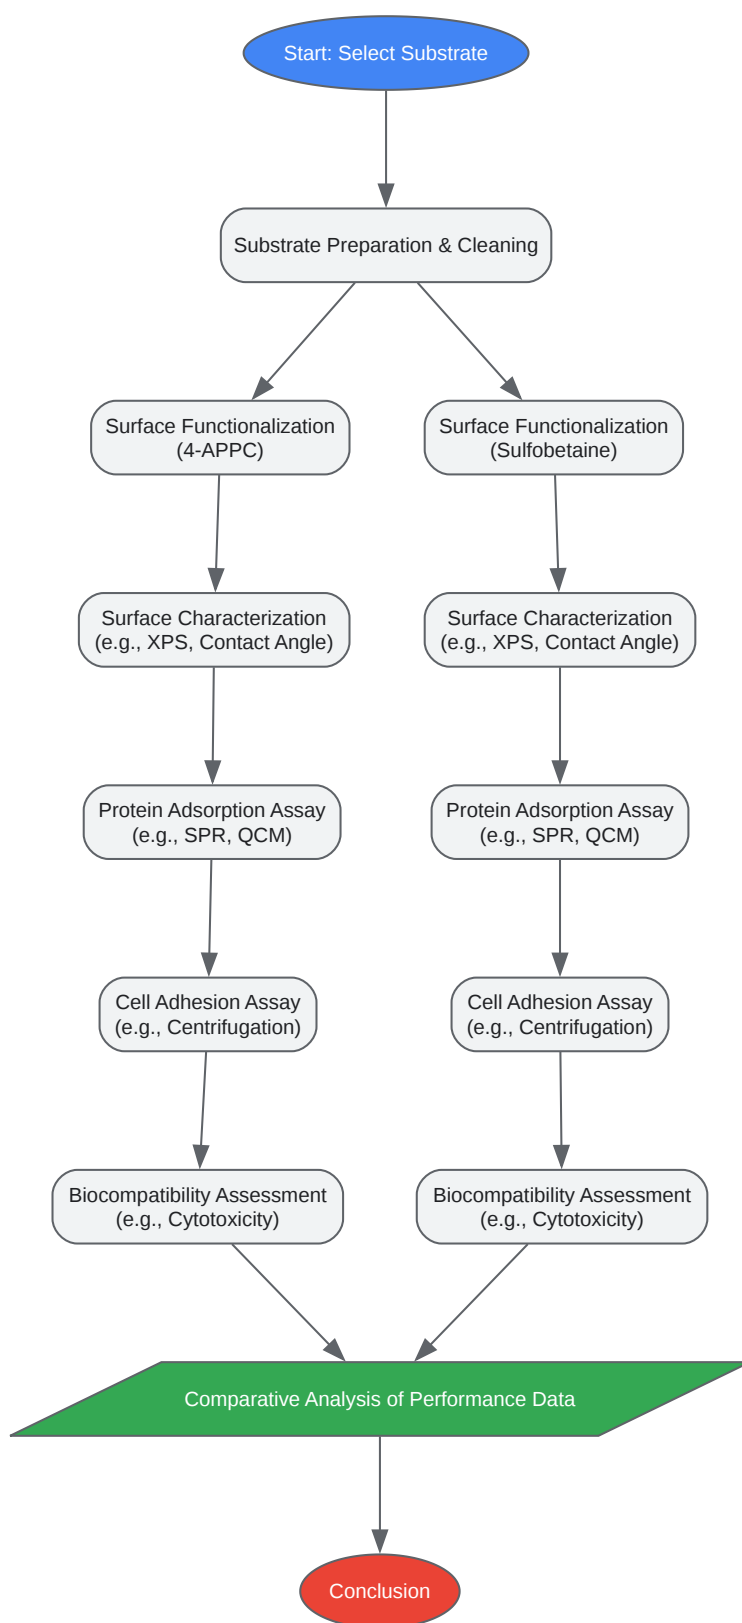 Start: Select Substrate
Substrate Preparation & Cleaning
Surface Functionalization
(4-APPC)
Surface Functionalization
(Sulfobetaine)
Surface Characterization
(e.g., XPS, Contact Angle)
Surface Characterization
(e.g., XPS, Contact Angle)
Protein Adsorption Assay
(e.g., SPR, QCM)
Protein Adsorption Assay
(e.g., SPR, QCM)
Cell Adhesion Assay
(e.g., Centrifugation)
Cell Adhesion Assay
(e.g., Centrifugation)
Biocompatibility Assessment
(e.g., Cytotoxicity)
Biocompatibility Assessment
(e.g., Cytotoxicity)
Comparative Analysis of Performance Data
Conclusion